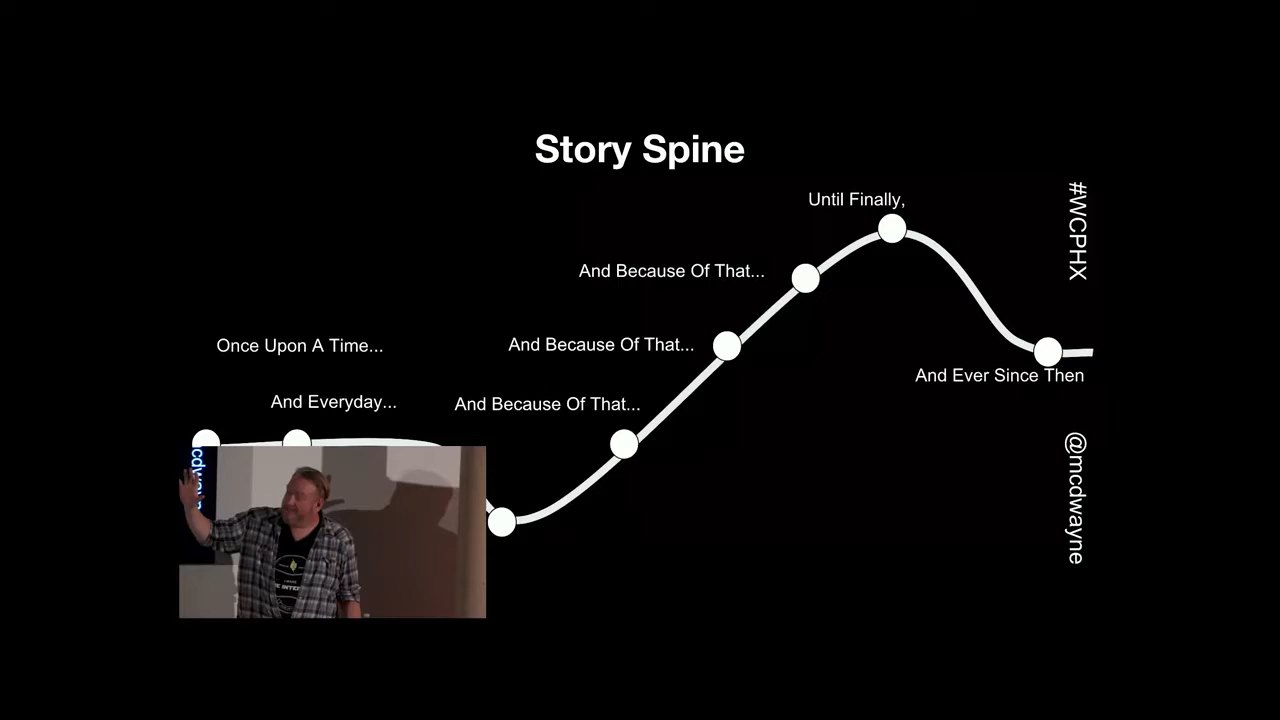 Story Spine
Until Finally,
And Because Of That...
Once Upon A Time...
And Because Of That...
And Ever Since Then
And Everyday...
And Because Of That...
#WCPHX
@mcdwayne